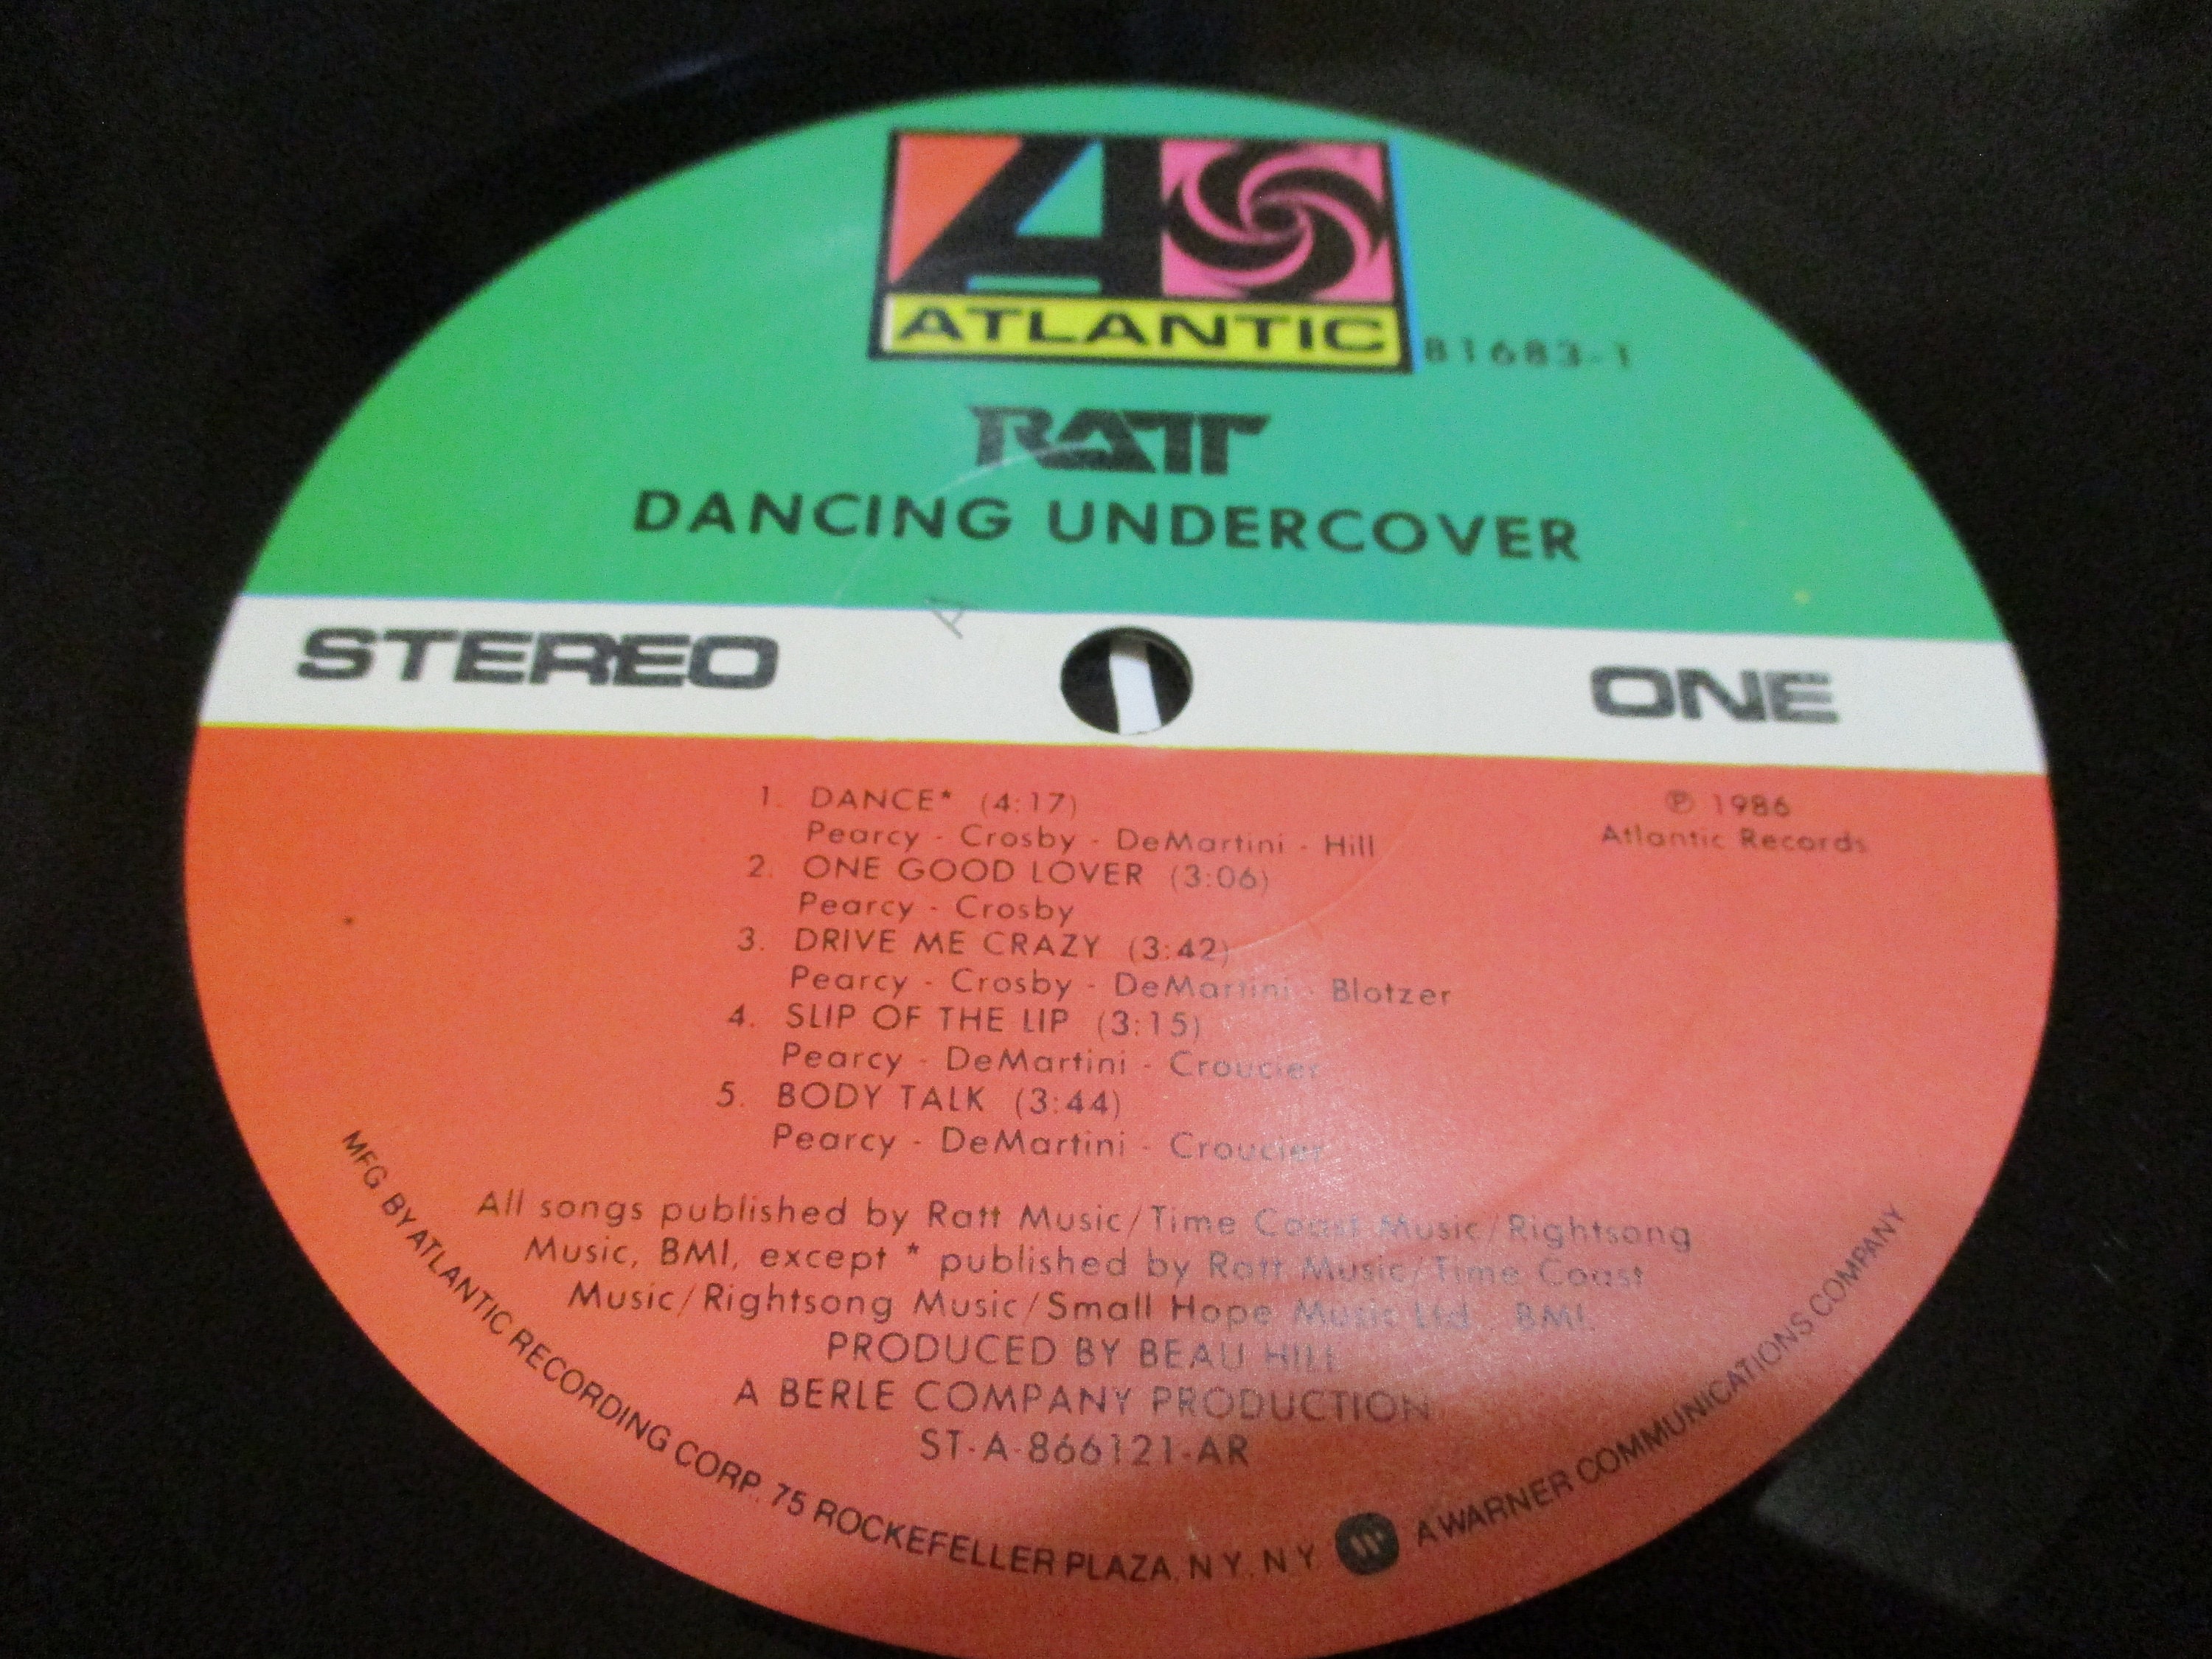 ATLANTIC
81683-1
RATT
DANCING UNDERCOVER
A
STEREO
ONE
1. DANCE* (4:17)
Pearcy - Crosby - DeMartini - Hill
2. ONE GOOD LOVER (3:06)
Pearcy - Crosby
3. DRIVE ME CRAZY (3:42)
Pearcy - Crosby - DeMartini - Blotzer
4. SLIP OF THE LIP (3:15)
Pearcy - DeMartini - Croucier
5. BODY TALK (3:44)
Pearcy - DeMartini - Croucier
℗ 1986
Atlantic Records
All songs published by Ratt Music/Time Coast Music/Rightsong
Music, BMI, except * published by Ratt Music/Time Coast
Music/Rightsong Music/Small Hope Music Ltd., BMI.
PRODUCED BY BEAU HILL
A BERLE COMPANY PRODUCTION
ST-A-866121-AR
MFG BY ATLANTIC RECORDING CORP. 75 ROCKEFELLER PLAZA, N.Y. N.Y. A WARNER COMMUNICATIONS COMPANY